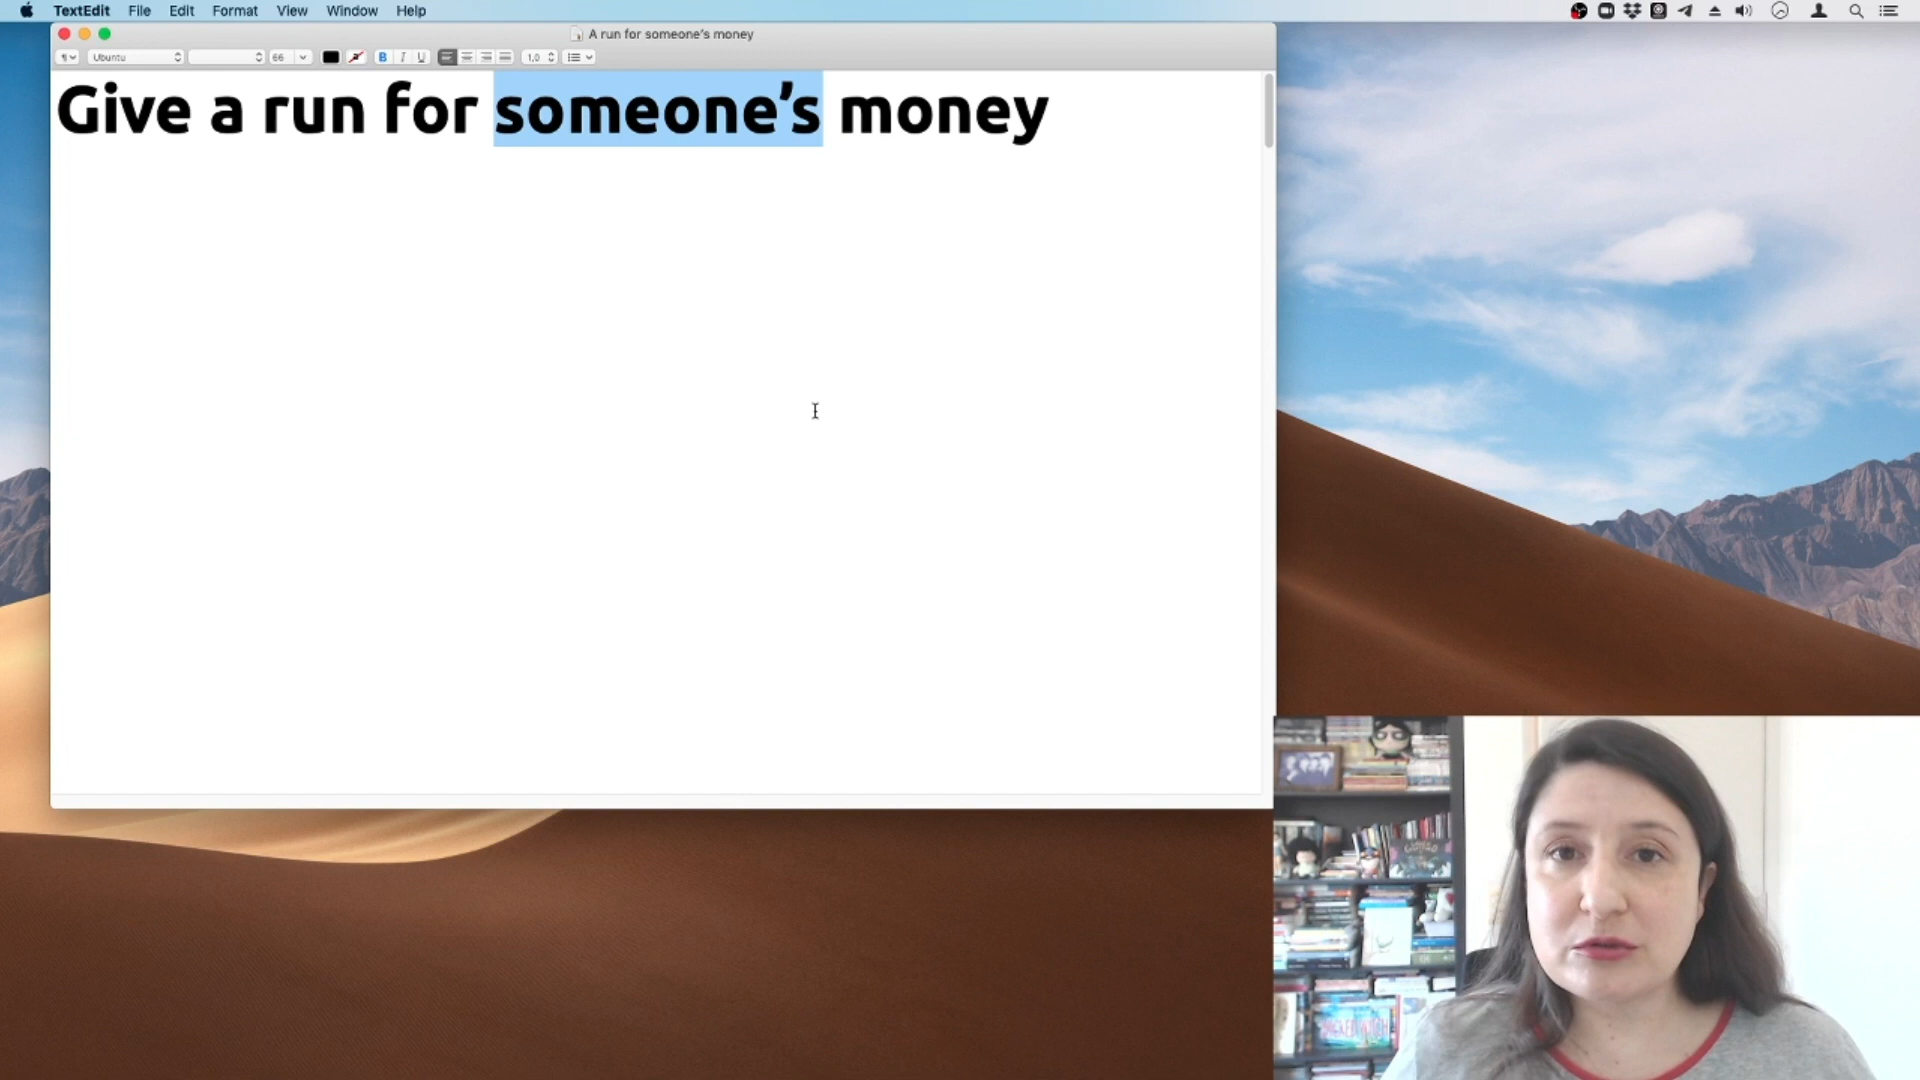 TextEdit File Edit Format View Window Help
A run for someone's money
Ubuntu 66 B I U 1,0
Give a run for someone’s money